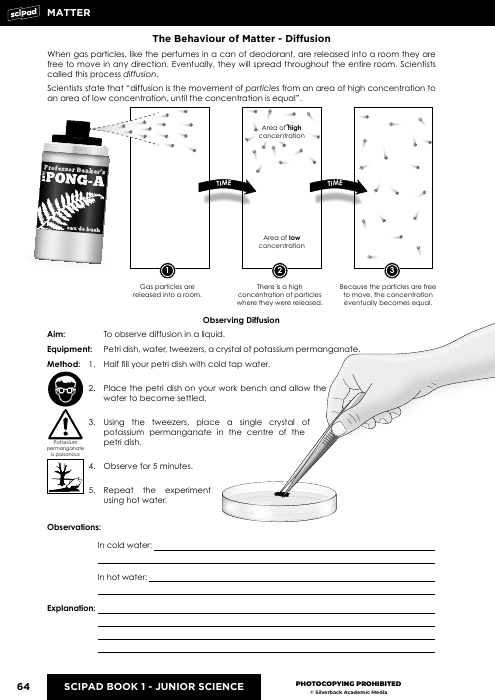 scipad MATTER
The Behaviour of Matter - Diffusion
When gas particles, like the perfumes in a can of deodorant, are released into a room they are
free to move in any direction. Eventually, they will spread throughout the entire room. Scientists
called this process diffusion.
Scientists state that “diffusion is the movement of particles from an area of high concentration to
an area of low concentration, until the concentration is equal”.
Professor Beaker's
PONG-A
eau de bush
Area of high
concentration
TIME
TIME
Area of low
concentration
1
2
3
Gas particles are
released into a room.
There is a high
concentration of particles
where they were released.
Because the particles are free
to move, the concentration
eventually becomes equal.
Observing Diffusion
Aim: To observe diffusion in a liquid.
Equipment: Petri dish, water, tweezers, a crystal of potassium permanganate.
Method: 1. Half fill your petri dish with cold tap water.
2. Place the petri dish on your work bench and allow the
water to become settled.
3. Using the tweezers, place a single crystal of
potassium permanganate in the centre of the
petri dish.
Potassium
permanganate
is poisonous
4. Observe for 5 minutes.
5. Repeat the experiment
using hot water.
Observations:
In cold water:
In hot water:
Explanation:
64
SCIPAD BOOK 1 - JUNIOR SCIENCE
PHOTOCOPYING PROHIBITED
© Silverback Academic Media